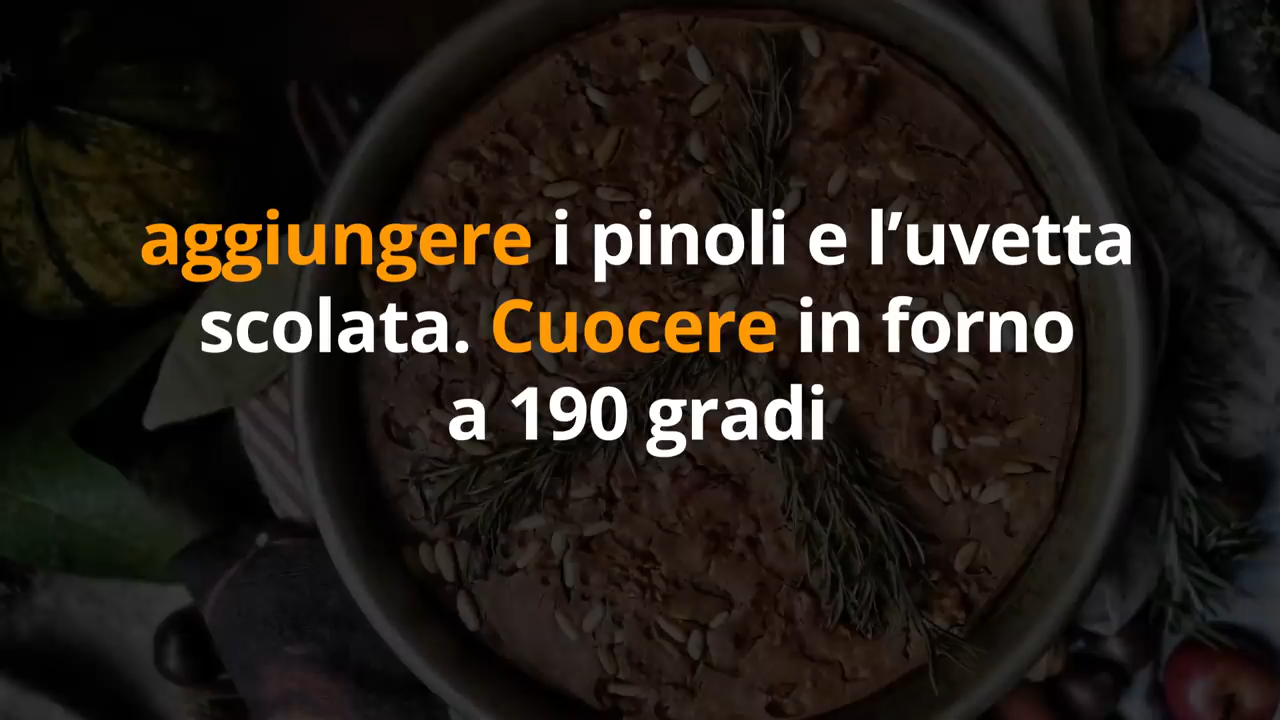 aggiungere i pinoli e l’uvetta
scolata. Cuocere in forno
a 190 gradi